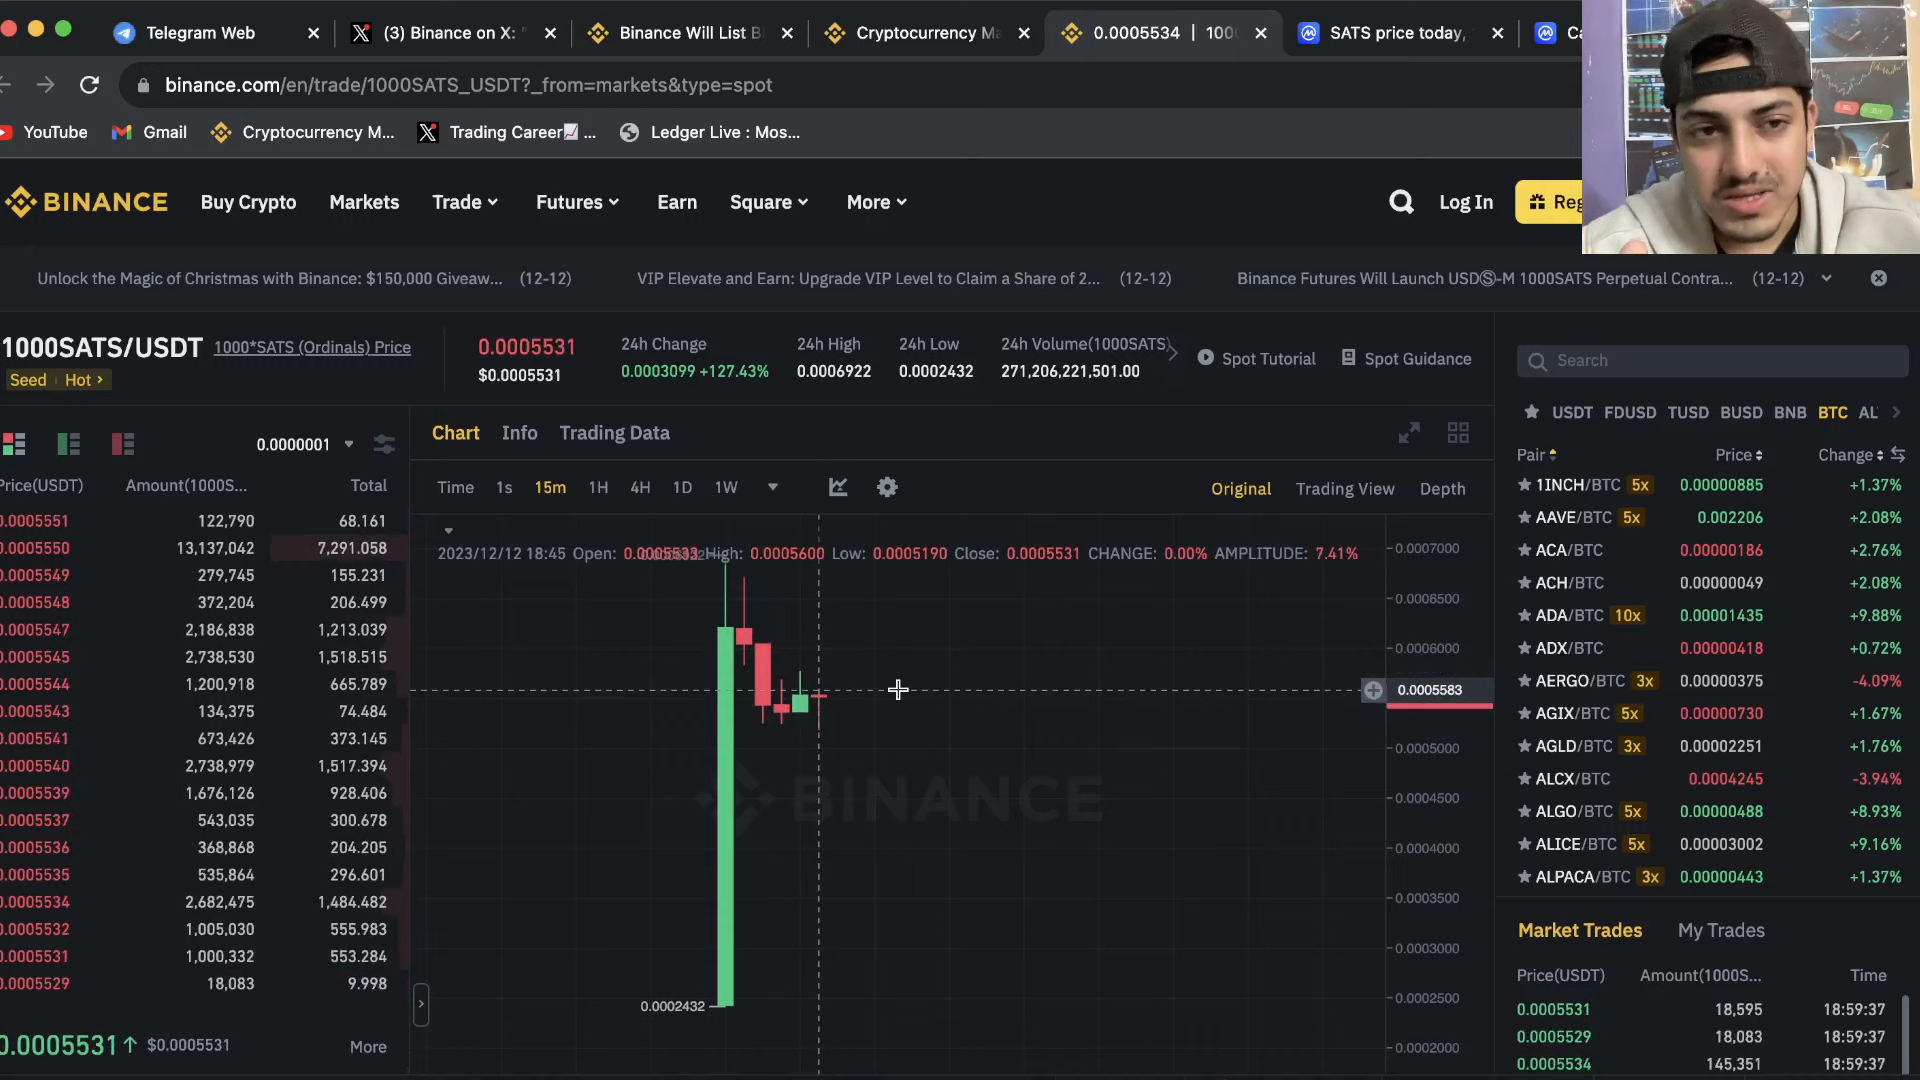 Telegram Web
(3) Binance on X: "
Binance Will List B
Cryptocurrency Ma
0.0005534 | 100
SATS price today,
Ca
binance.com/en/trade/1000SATS_USDT?_from=markets&type=spot
YouTube
Gmail
Cryptocurrency M...
Trading Career📈 ...
Ledger Live : Mos...
BINANCE
Buy Crypto
Markets
Trade
Futures
Earn
Square
More
Log In
Reg
Unlock the Magic of Christmas with Binance: $150,000 Giveaw... (12-12)
VIP Elevate and Earn: Upgrade VIP Level to Claim a Share of 2... (12-12)
Binance Futures Will Launch USDⓈ-M 1000SATS Perpetual Contra... (12-12)
1000SATS/USDT
1000*SATS (Ordinals) Price
Seed
Hot >
0.0005531
$0.0005531
24h Change
0.0003099 +127.43%
24h High
0.0006922
24h Low
0.0002432
24h Volume(1000SATS)
271,206,221,501.00
Spot Tutorial
Spot Guidance
0.0000001
Price(USDT) Amount(1000S... Total
0.0005551 122,790 68.161
0.0005550 13,137,042 7,291.058
0.0005549 279,745 155.231
0.0005548 372,204 206.499
0.0005547 2,186,838 1,213.039
0.0005545 2,738,530 1,518.515
0.0005544 1,200,918 665.789
0.0005543 134,375 74.484
0.0005541 673,426 373.145
0.0005540 2,738,979 1,517.394
0.0005539 1,676,126 928.406
0.0005537 543,035 300.678
0.0005536 368,868 204.205
0.0005535 535,864 296.601
0.0005534 2,682,475 1,484.482
0.0005531 1,005,030 555.983
0.0005531 1,000,332 553.284
0.0005529 18,083 9.998
0.0005531↑ $0.0005531
More
Chart
Info
Trading Data
Time 1s 15m 1H 4H 1D 1W
Original
Trading View
Depth
2023/12/12 18:45 Open: 0.0005533 High: 0.0005600 Low: 0.0005190 Close: 0.0005531 CHANGE: 0.00% AMPLITUDE: 7.41%
0.0007000
0.0006500
0.0006000
0.0005583
0.0005000
0.0004500
0.0004000
0.0003500
0.0003000
0.0002500
0.0002000
0.0002432
BINANCE
Search
USDT FDUSD TUSD BUSD BNB BTC AL
Pair Price Change
1INCH/BTC 5x 0.00000885 +1.37%
AAVE/BTC 5x 0.002206 +2.08%
ACA/BTC 0.00000186 +2.76%
ACH/BTC 0.00000049 +2.08%
ADA/BTC 10x 0.00001435 +9.88%
ADX/BTC 0.00000418 +0.72%
AERGO/BTC 3x 0.00000375 -4.09%
AGIX/BTC 5x 0.00000730 +1.67%
AGLD/BTC 3x 0.00002251 +1.76%
ALCX/BTC 0.0004245 -3.94%
ALGO/BTC 5x 0.00000488 +8.93%
ALICE/BTC 5x 0.00003002 +9.16%
ALPACA/BTC 3x 0.00000443 +1.37%
Market Trades
My Trades
Price(USDT) Amount(1000S... Time
0.0005531 18,595 18:59:37
0.0005529 18,083 18:59:37
0.0005534 145,351 18:59:37